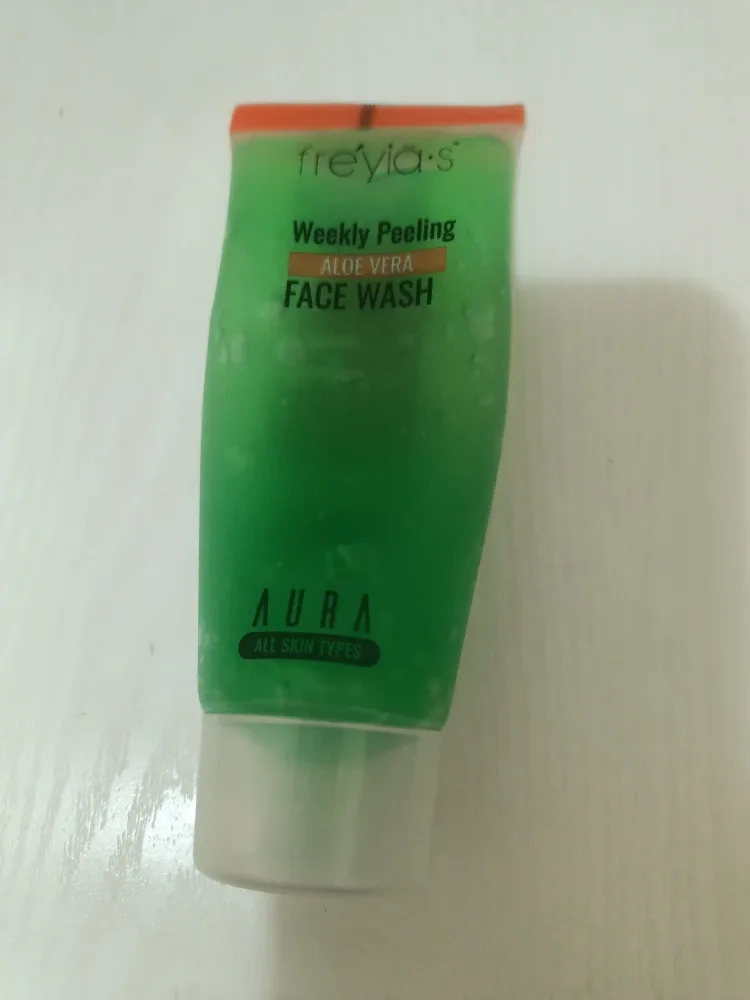 freyia's
Weekly Peeling
ALOE VERA
FACE WASH
AURA
ALL SKIN TYPES